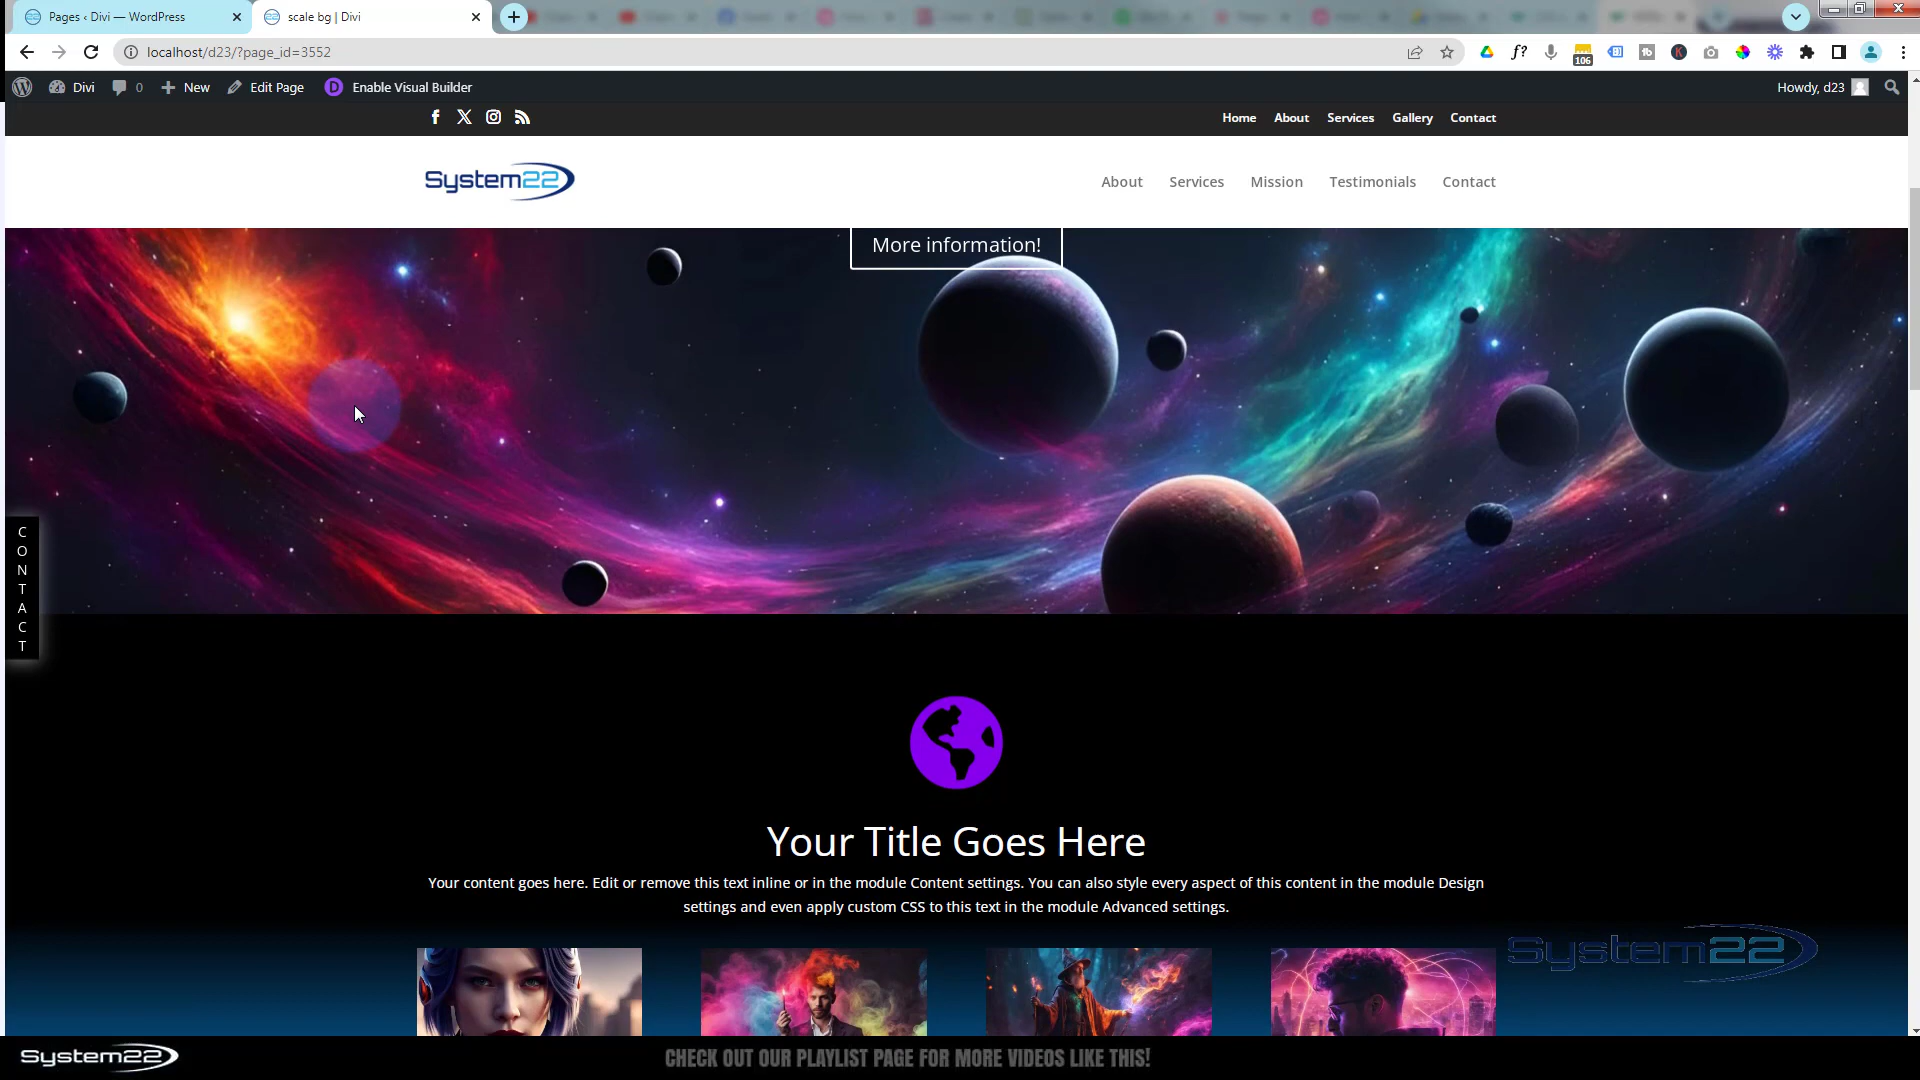 Pages ‹ Divi — WordPress
scale bg | Divi
localhost/d23/?page_id=3552
f?
106
Divi
0
New
Edit Page
Enable Visual Builder
Howdy, d23
Home
About
Services
Gallery
Contact
System22
About
Services
Mission
Testimonials
Contact
More information!
CONTACT
Your Title Goes Here
Your content goes here. Edit or remove this text inline or in the module Content settings. You can also style every aspect of this content in the module Design
settings and even apply custom CSS to this text in the module Advanced settings.
System22
System22
CHECK OUT OUR PLAYLIST PAGE FOR MORE VIDEOS LIKE THIS!